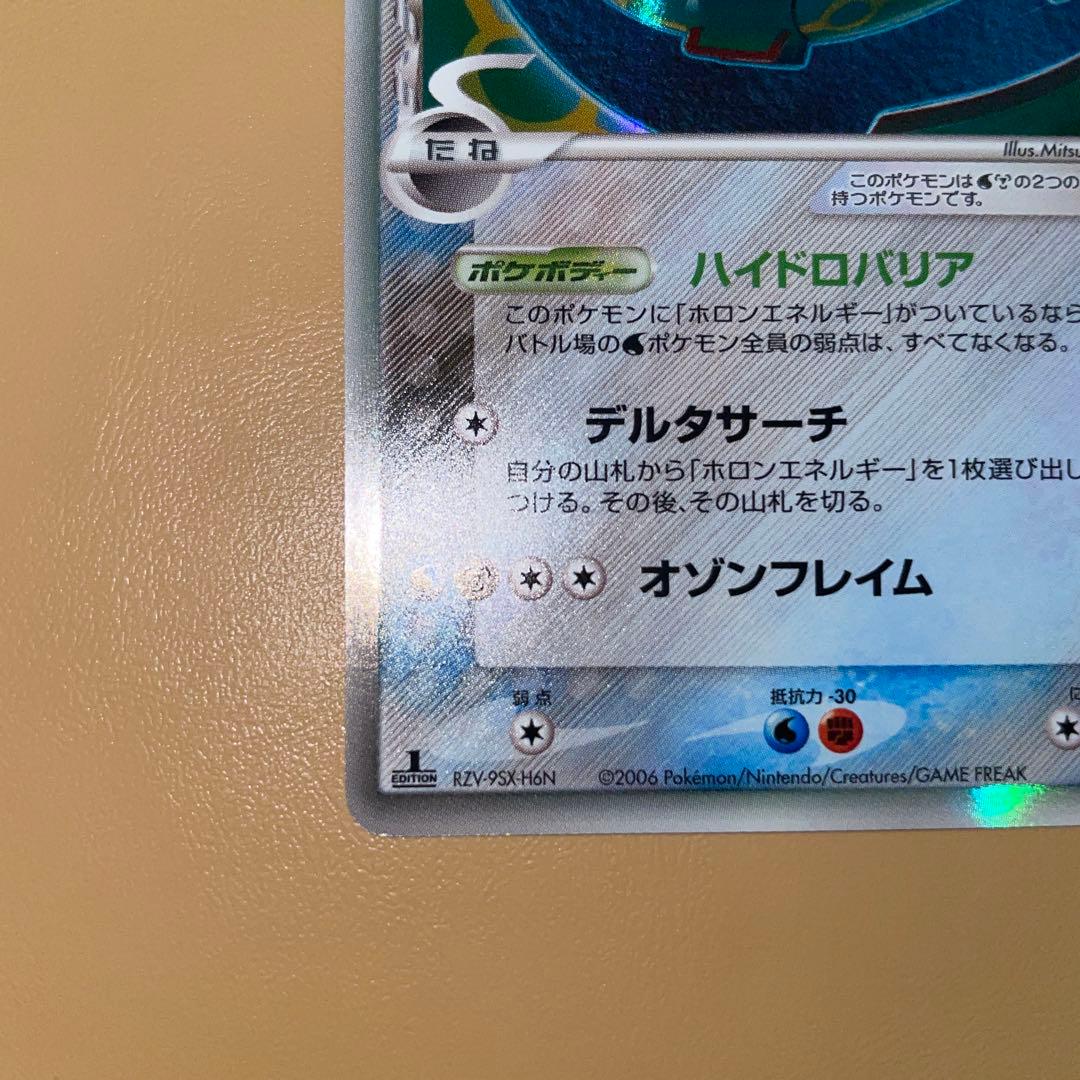 たね
Illus.Mitsu
このポケモンは の2つの
持つポケモンです。
ポケボディー ハイドロバリア
このポケモンに「ホロンエネルギー」がついているなら
バトル場の ポケモン全員の弱点は、すべてなくなる。
デルタサーチ
自分の山札から「ホロンエネルギー」を1枚選び出し
つける。その後、その山札を切る。
オゾンフレイム
弱点 抵抗力 -30
1
EDITION RZV-9SX-H6N ©2006 Pokémon/Nintendo/Creatures/GAME FREAK